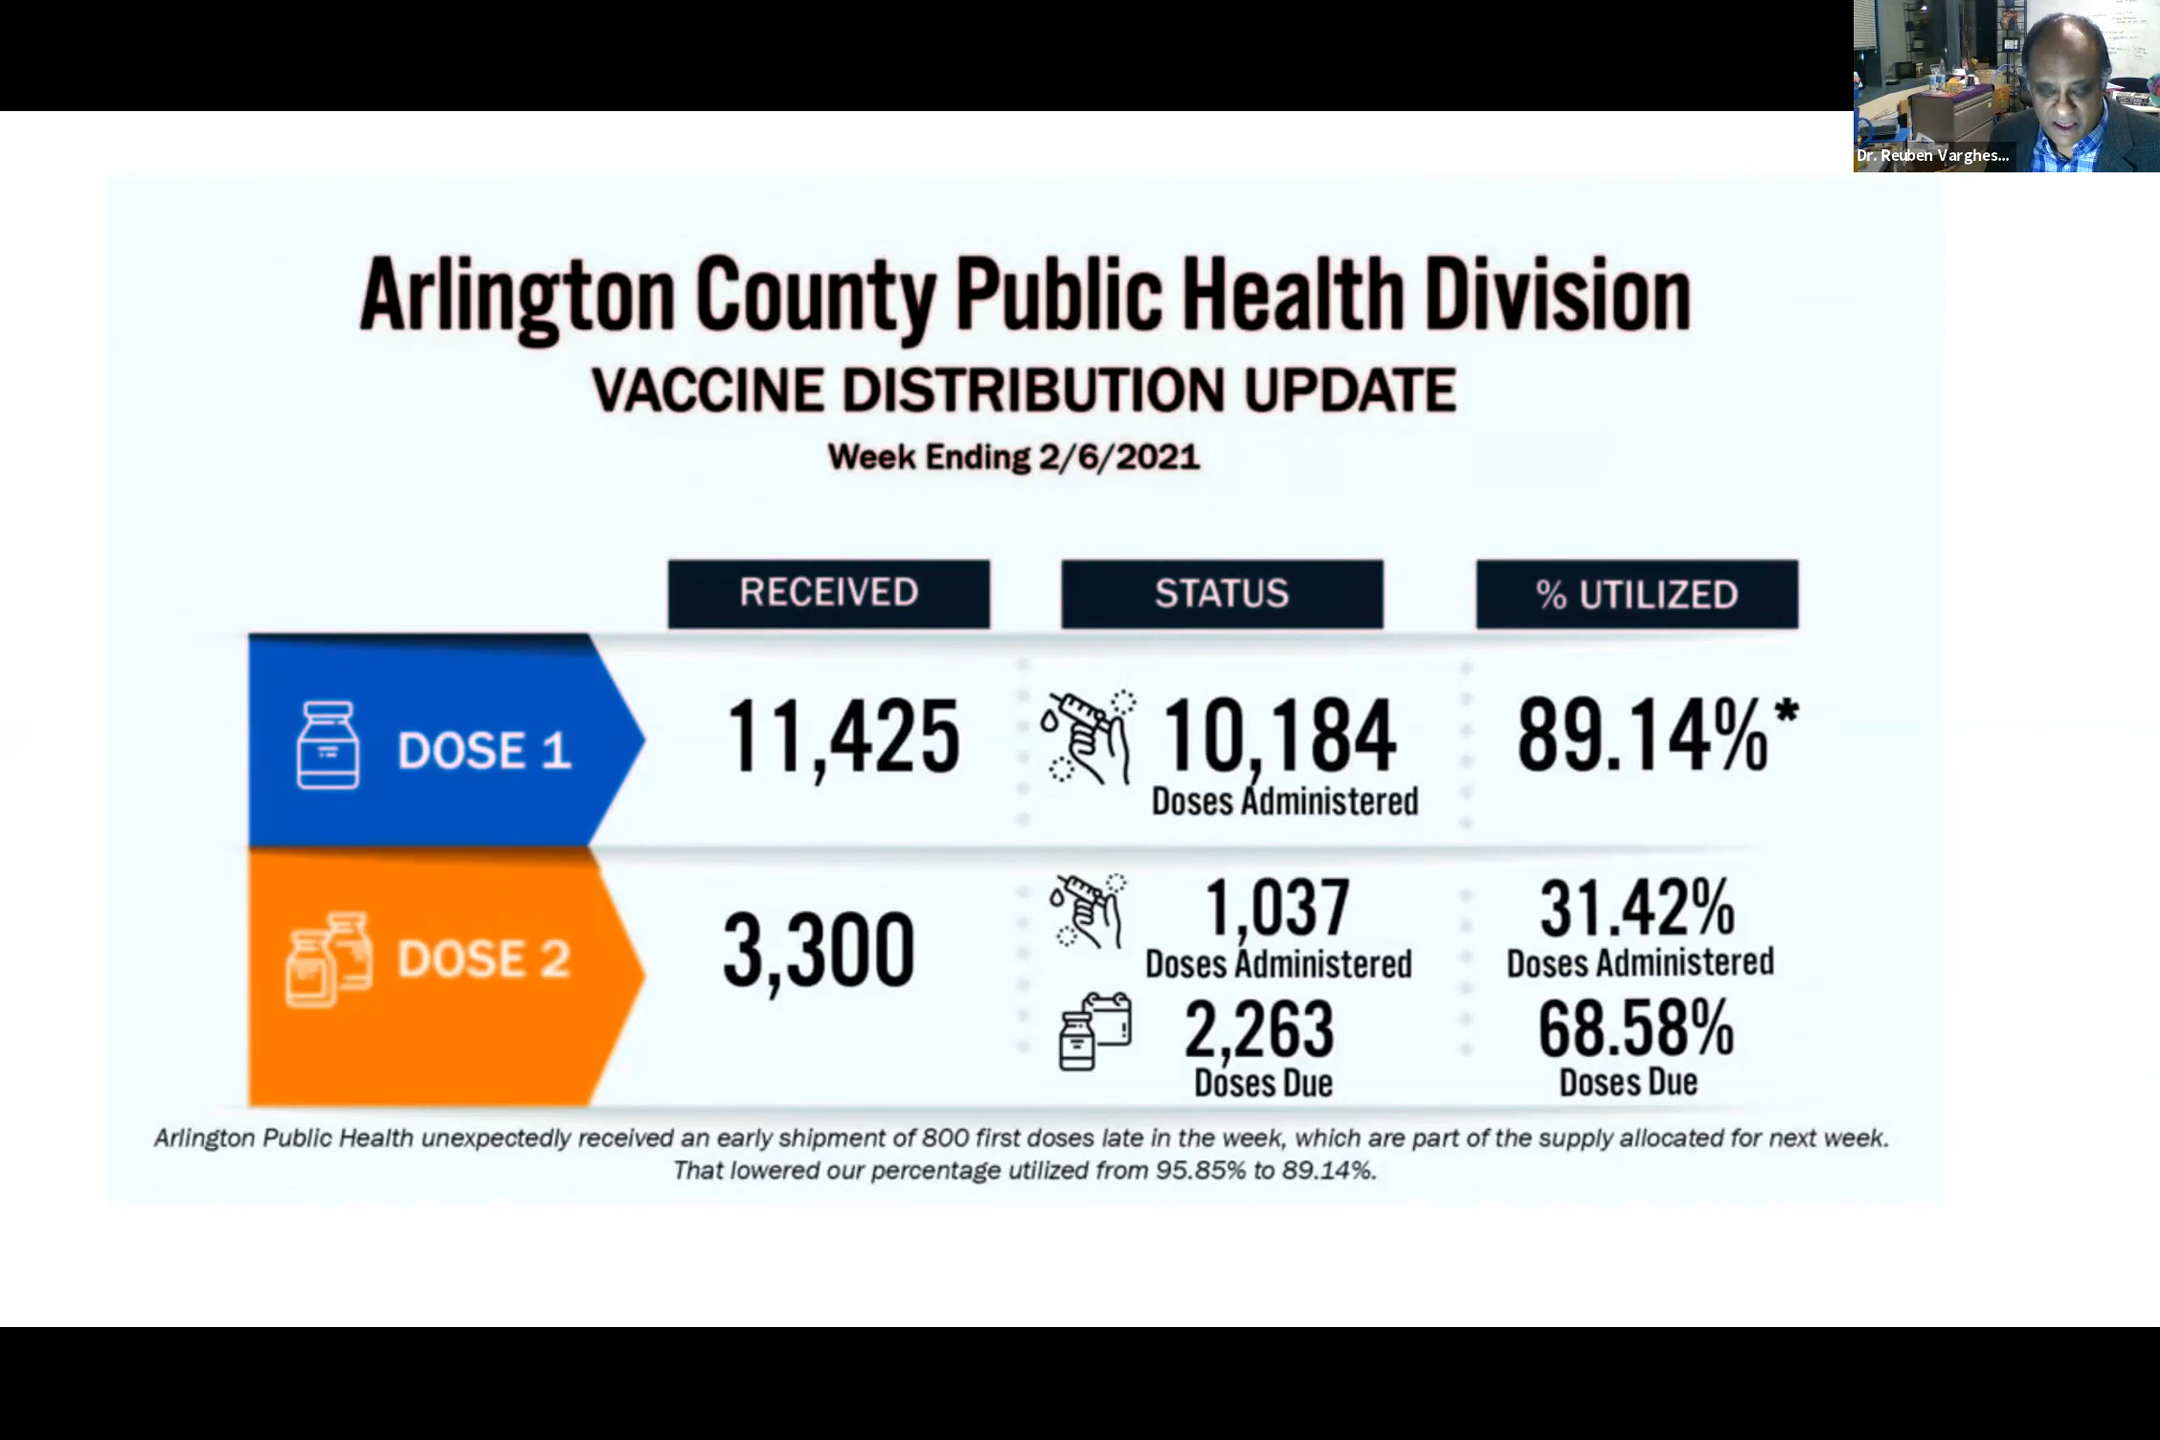 Dr. Reuben Varghes...
Arlington County Public Health Division
VACCINE DISTRIBUTION UPDATE
Week Ending 2/6/2021
RECEIVED
STATUS
% UTILIZED
DOSE 1
11,425
10,184
Doses Administered
89.14%*
DOSE 2
3,300
1,037
Doses Administered
31.42%
Doses Administered
2,263
Doses Due
68.58%
Doses Due
Arlington Public Health unexpectedly received an early shipment of 800 first doses late in the week, which are part of the supply allocated for next week.
That lowered our percentage utilized from 95.85% to 89.14%.